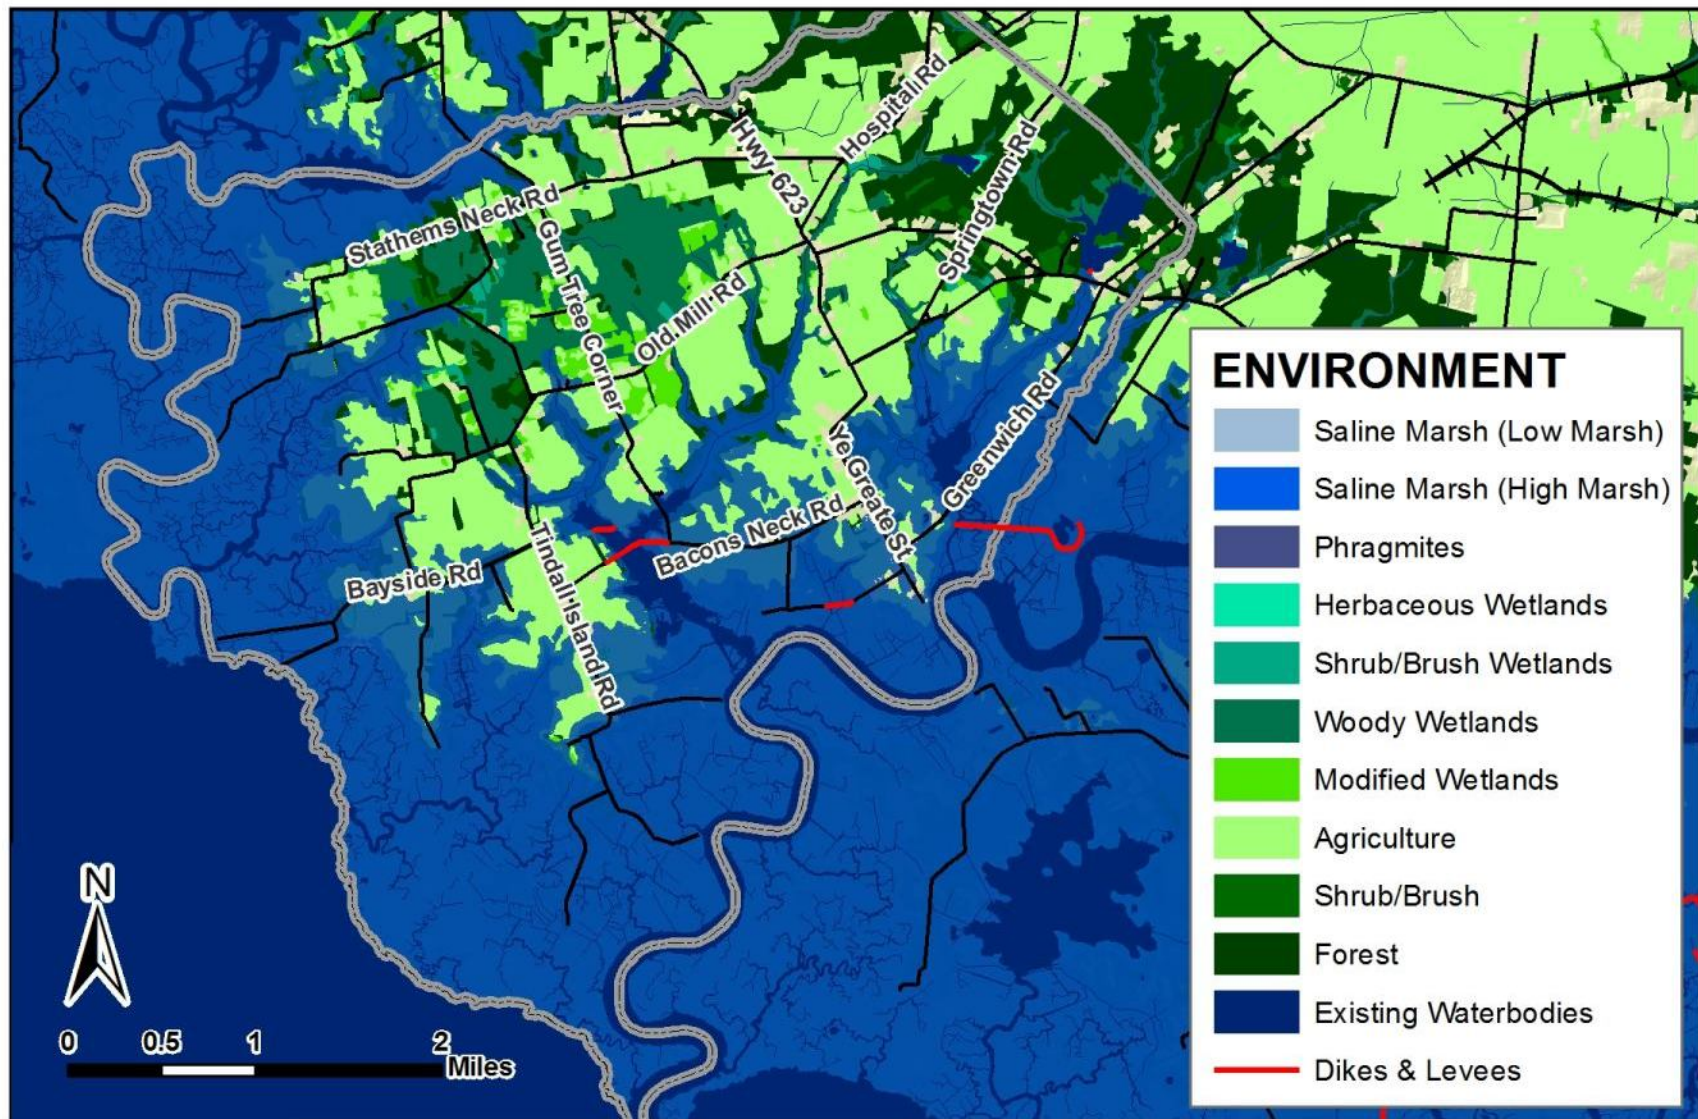 Hospital Rd
Hwy 623
Springtown Rd
Stathems Neck Rd
Gum Tree Corner
Old Mill Rd
Greenwich Rd
Ye Greate St
Bacons Neck Rd
Tindall Island Rd
Bayside Rd
N
0 0.5 1 2
Miles
ENVIRONMENT
Saline Marsh (Low Marsh)
Saline Marsh (High Marsh)
Phragmites
Herbaceous Wetlands
Shrub/Brush Wetlands
Woody Wetlands
Modified Wetlands
Agriculture
Shrub/Brush
Forest
Existing Waterbodies
Dikes & Levees